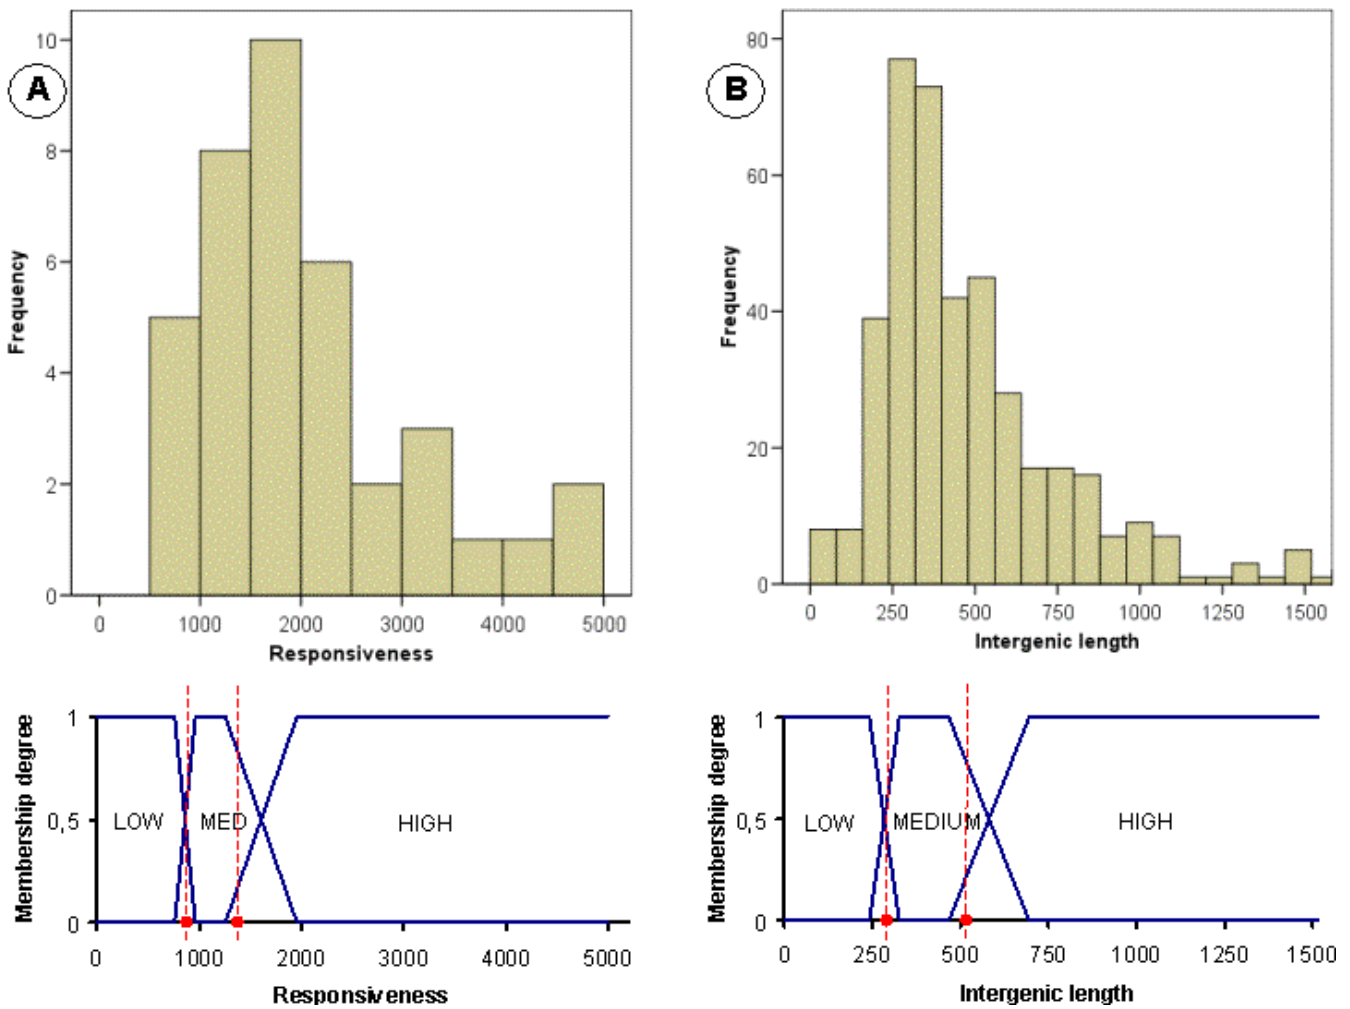 A
Frequency
10
8
6
4
2
0
0 1000 2000 3000 4000 5000
Responsiveness
B
Frequency
80
60
40
20
0
0 250 500 750 1000 1250 1500
Intergenic length
Membership degree
1
0,5
0
LOW MED HIGH
0 1000 2000 3000 4000 5000
Responsiveness
Membership degree
1
0,5
0
LOW MEDIUM HIGH
0 250 500 750 1000 1250 1500
Intergenic length